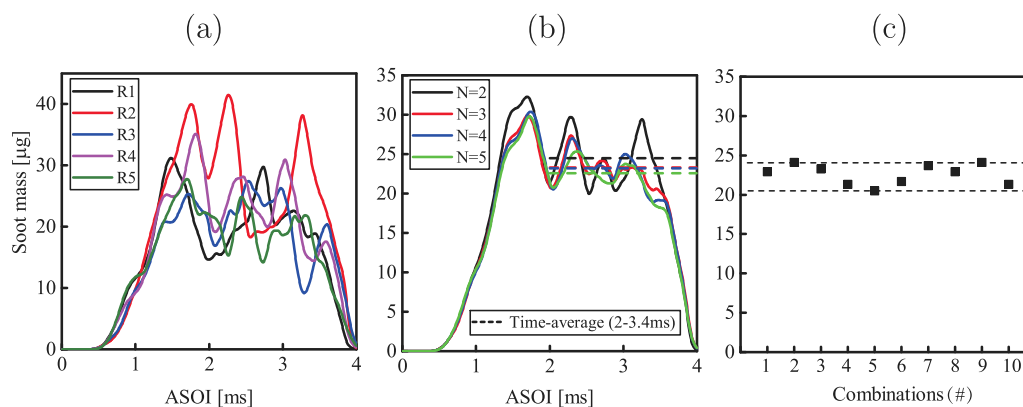 (a)
(b)
(c)
Soot mass [µg]
40
30
20
10
0
R1
R2
R3
R4
R5
0 1 2 3 4
ASOI [ms]
35
30
25
20
15
10
5
0
N=2
N=3
N=4
N=5
Time-average (2-3.4ms)
0 1 2 3 4
ASOI [ms]
35
30
25
20
15
10
5
0
1 2 3 4 5 6 7 8 9 10
Combinations (#)